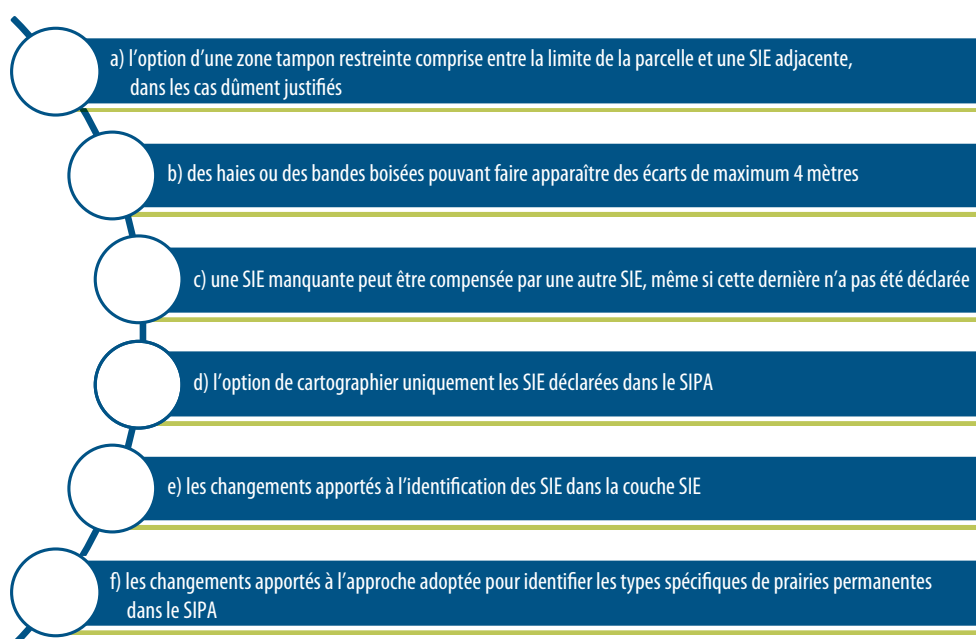 a) l’option d’une zone tampon restreinte comprise entre la limite de la parcelle et une SIE adjacente,
dans les cas dûment justifiés
b) des haies ou des bandes boisées pouvant faire apparaître des écarts de maximum 4 mètres
c) une SIE manquante peut être compensée par une autre SIE, même si cette dernière n’a pas été déclarée
d) l’option de cartographier uniquement les SIE déclarées dans le SIPA
e) les changements apportés à l’identification des SIE dans la couche SIE
f) les changements apportés à l’approche adoptée pour identifier les types spécifiques de prairies permanentes
dans le SIPA